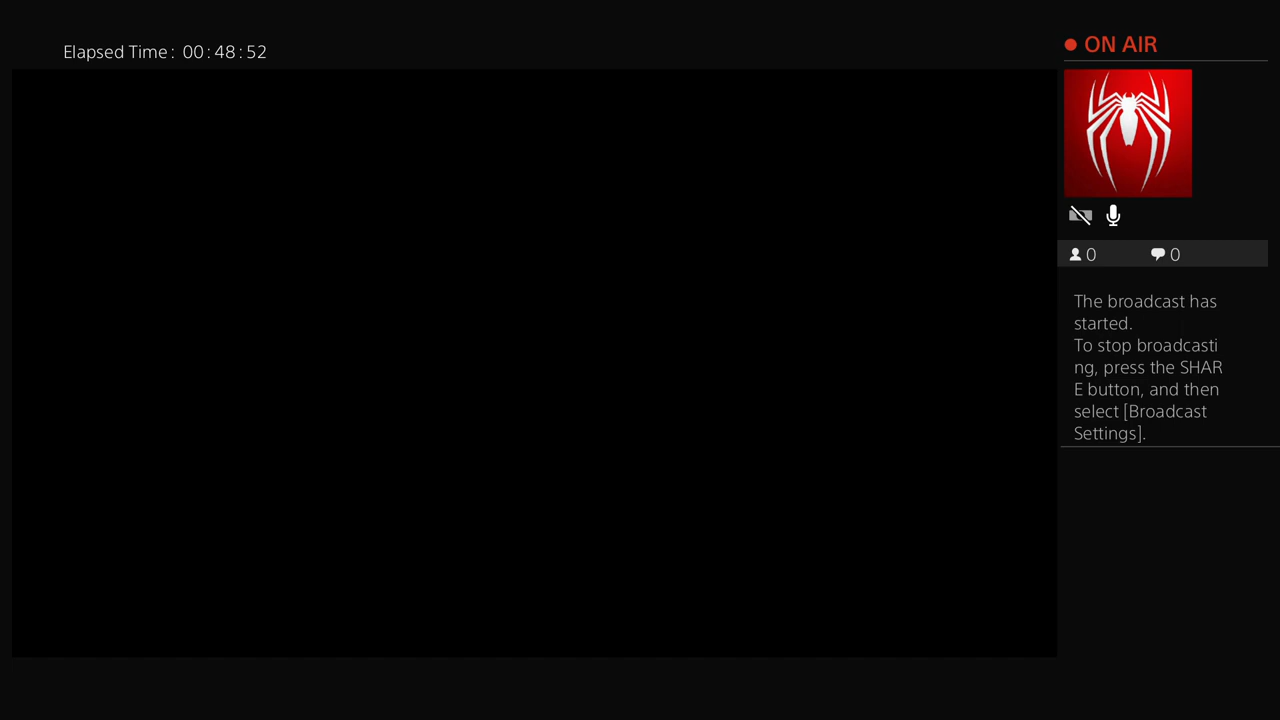 Elapsed Time: 00:48:52
ON AIR
0 0
The broadcast has
started.
To stop broadcasti
ng, press the SHAR
E button, and then
select [Broadcast
Settings].